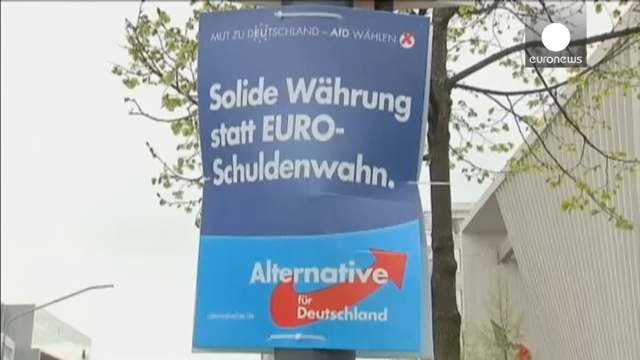 euronews
MUT ZU DEUTSCHLAND – AfD WÄHLEN
Solide Währung
statt EURO-
Schuldenwahn.
Alternative
für
Deutschland